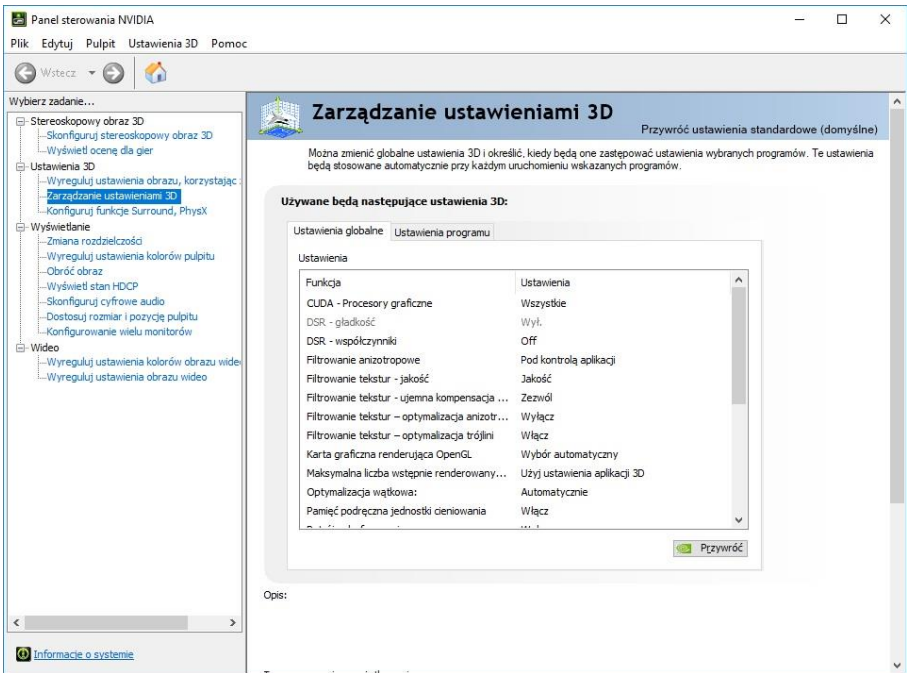 Panel sterowania NVIDIA
Plik Edytuj Pulpit Ustawienia 3D Pomoc
Wstecz
Wybierz zadanie...
Stereoskopowy obraz 3D
Skonfiguruj stereoskopowy obraz 3D
Wyświetl ocenę dla gier
Ustawienia 3D
Wyreguluj ustawienia obrazu, korzystając
Zarządzanie ustawieniami 3D
Konfiguruj funkcje Surround, PhysX
Wyświetlanie
Zmiana rozdzielczości
Wyreguluj ustawienia kolorów pulpitu
Obróć obraz
Wyświetl stan HDCP
Skonfiguruj cyfrowe audio
Dostosuj rozmiar i pozycję pulpitu
Konfigurowanie wielu monitorów
Wideo
Wyreguluj ustawienia kolorów obrazu wide
Wyreguluj ustawienia obrazu wideo
Informacje o systemie
Zarządzanie ustawieniami 3D
Przywróć ustawienia standardowe (domyślne)
Można zmienić globalne ustawienia 3D i określić, kiedy będą one zastępować ustawienia wybranych programów. Te ustawienia
będą stosowane automatycznie przy każdym uruchomieniu wskazanych programów.
Używane będą następujące ustawienia 3D:
Ustawienia globalne Ustawienia programu
Ustawienia
Funkcja Ustawienia
CUDA - Procesory graficzne Wszystkie
DSR - gładkość Wył.
DSR - współczynniki Off
Filtrowanie anizotropowe Pod kontrolą aplikacji
Filtrowanie tekstur - jakość Jakość
Filtrowanie tekstur - ujemna kompensacja ... Zezwól
Filtrowanie tekstur – optymalizacja anizotr... Wyłącz
Filtrowanie tekstur – optymalizacja trójlini Włącz
Karta graficzna renderująca OpenGL Wybór automatyczny
Maksymalna liczba wstępnie renderowany... Użyj ustawienia aplikacji 3D
Optymalizacja wątkowa: Automatycznie
Pamięć podręczna jednostki cieniowania Włącz
Przywróć
Opis: